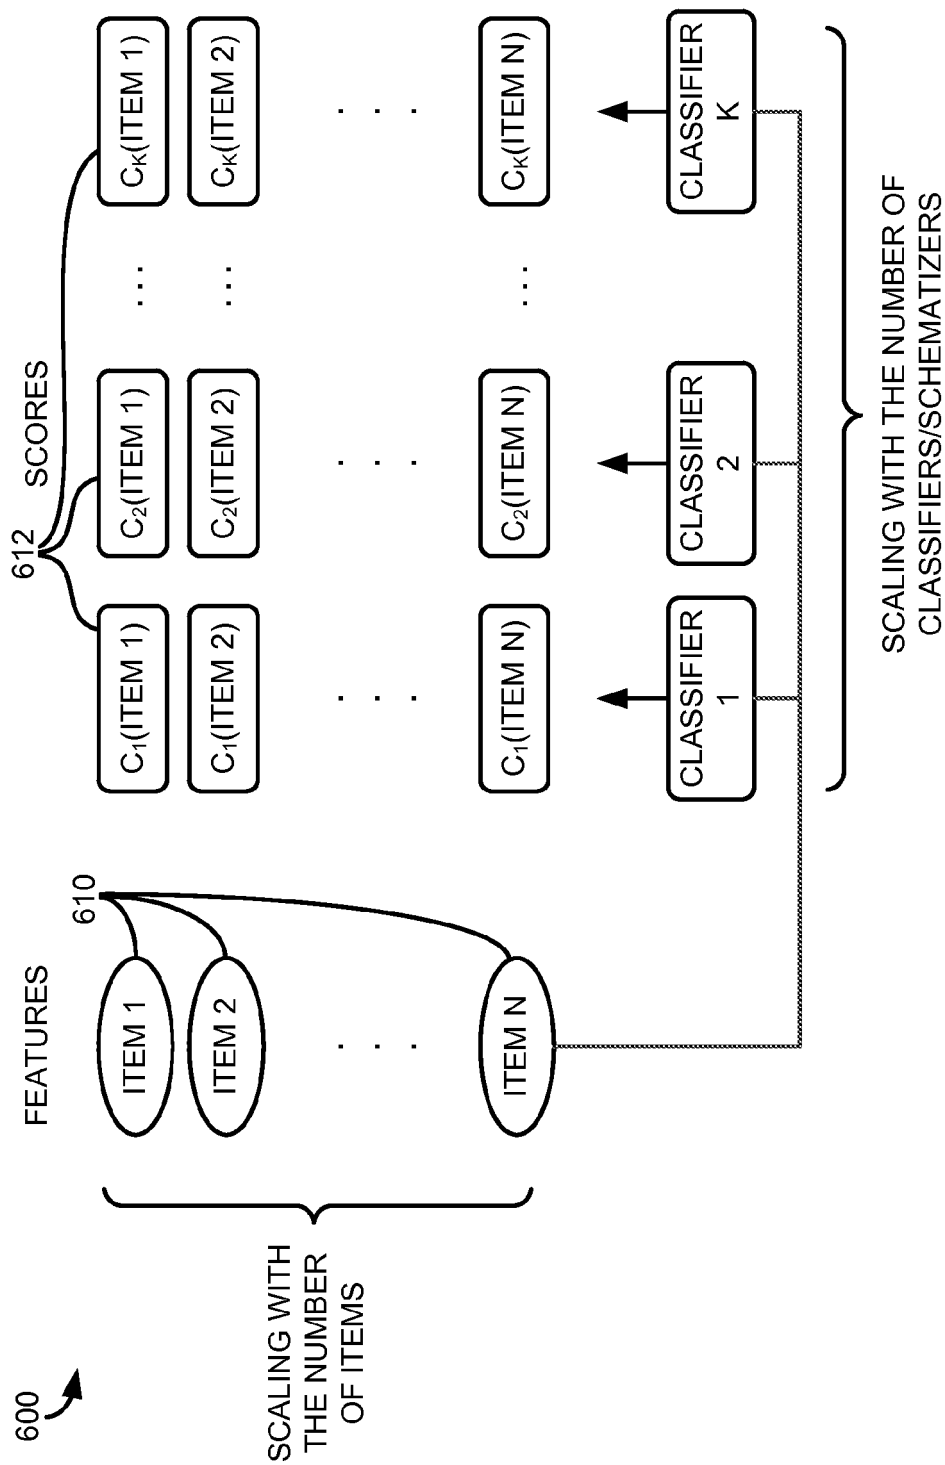 600
FEATURES
610
612
SCORES
ITEM 1
C1(ITEM 1)
C2(ITEM 1)
...
CK(ITEM 1)
ITEM 2
C1(ITEM 2)
C2(ITEM 2)
...
CK(ITEM 2)
SCALING WITH
THE NUMBER
OF ITEMS
. . .
. . .
. . .
. . .
ITEM N
C1(ITEM N)
C2(ITEM N)
...
CK(ITEM N)
CLASSIFIER
1
CLASSIFIER
2
CLASSIFIER
K
SCALING WITH THE NUMBER OF
CLASSIFIERS/SCHEMATIZERS